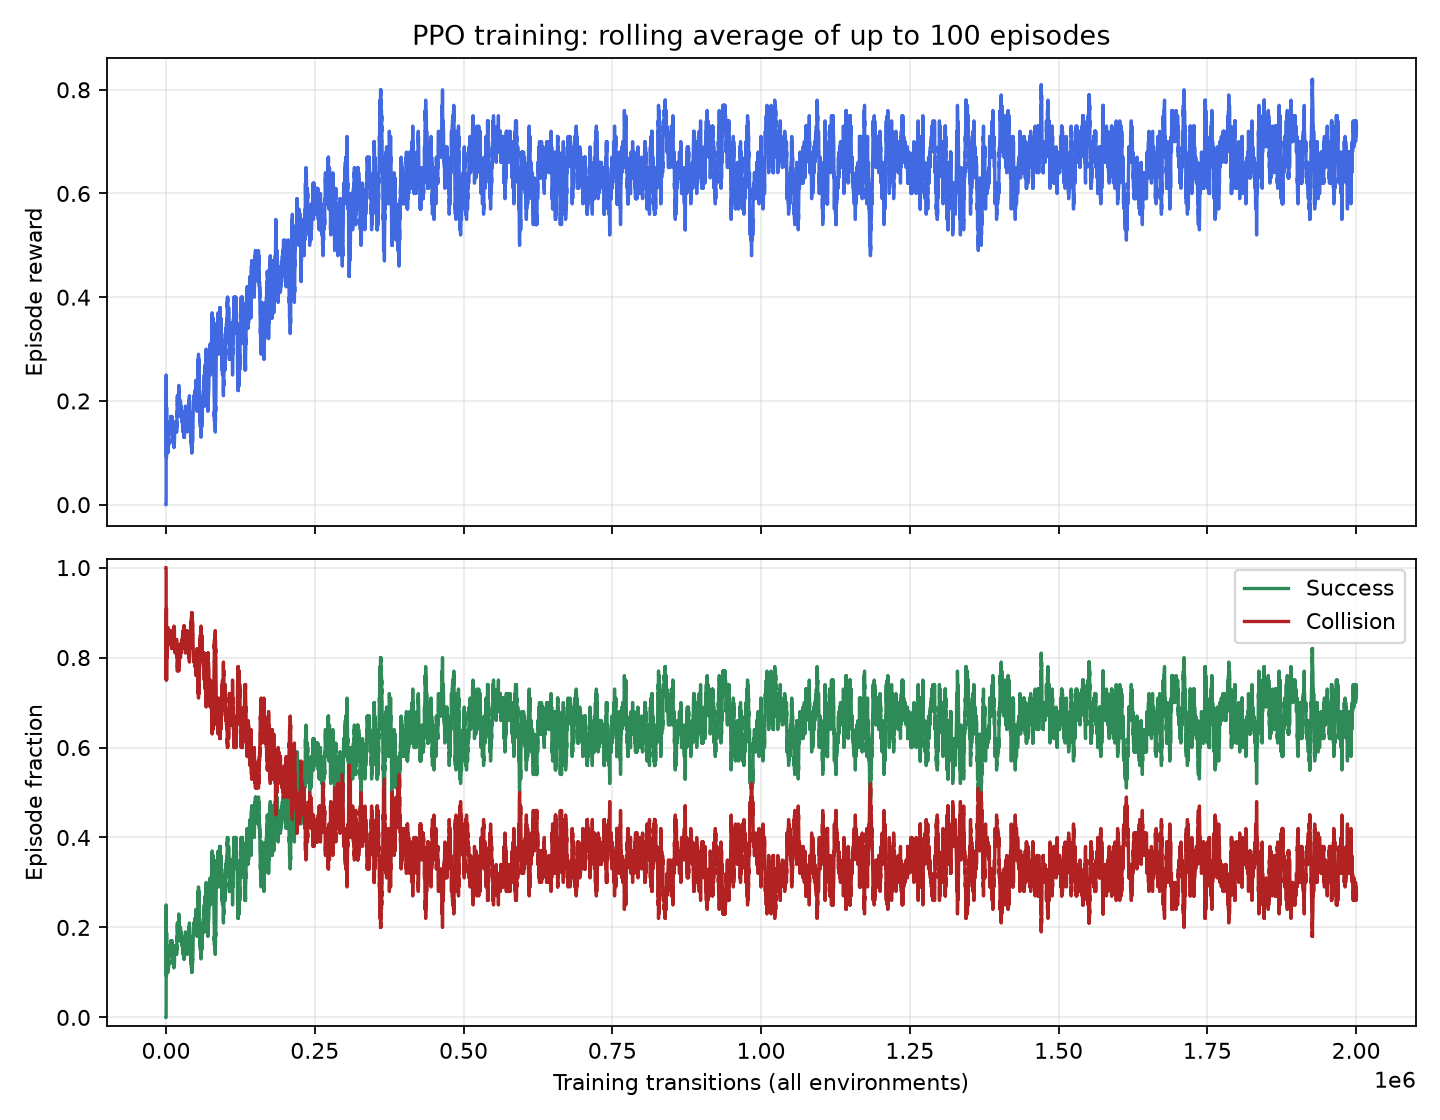 PPO training: rolling average of up to 100 episodes
Episode reward
0.8
0.6
0.4
0.2
0.0
Episode fraction
1.0
0.8
0.6
0.4
0.2
0.0
Success
Collision
0.00 0.25 0.50 0.75 1.00 1.25 1.50 1.75 2.00
1e6
Training transitions (all environments)